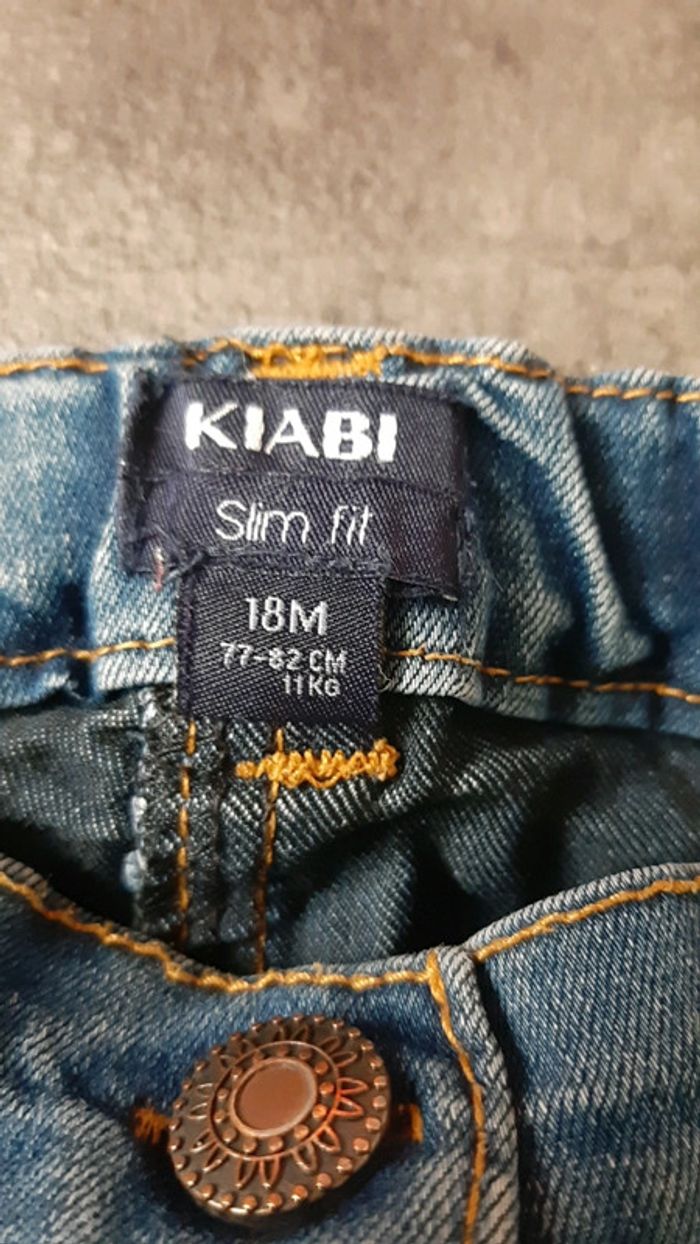 KIABI
Slim fit
18M
77-82 CM
11KG